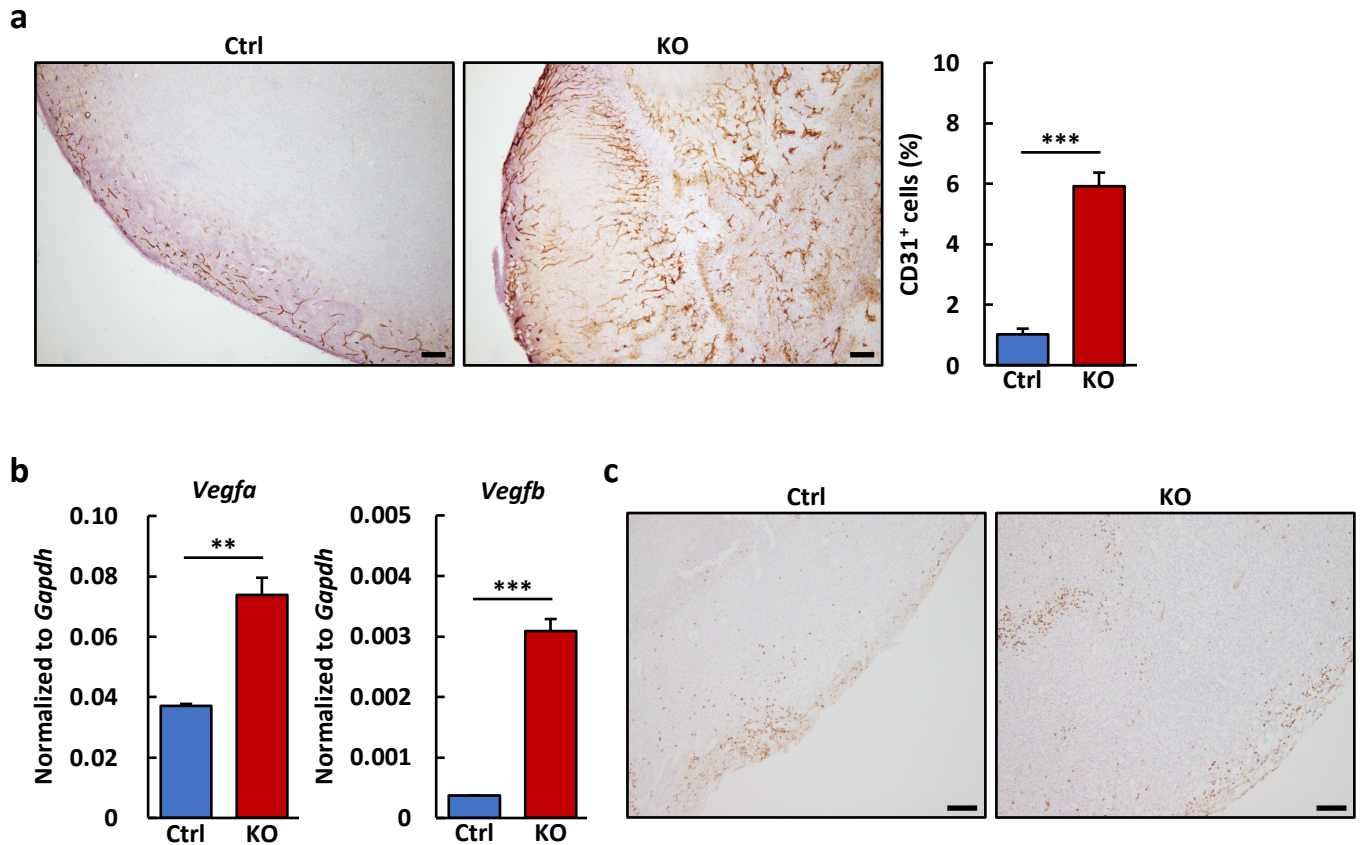 a
Ctrl
KO
10
8
6
4
2
0
CD31⁺ cells (%)
***
Ctrl
KO
b
Vegfa
0.10
0.08
0.06
0.04
0.02
0
Normalized to Gapdh
**
Ctrl
KO
Vegfb
0.005
0.004
0.003
0.002
0.001
0
Normalized to Gapdh
***
Ctrl
KO
c
Ctrl
KO